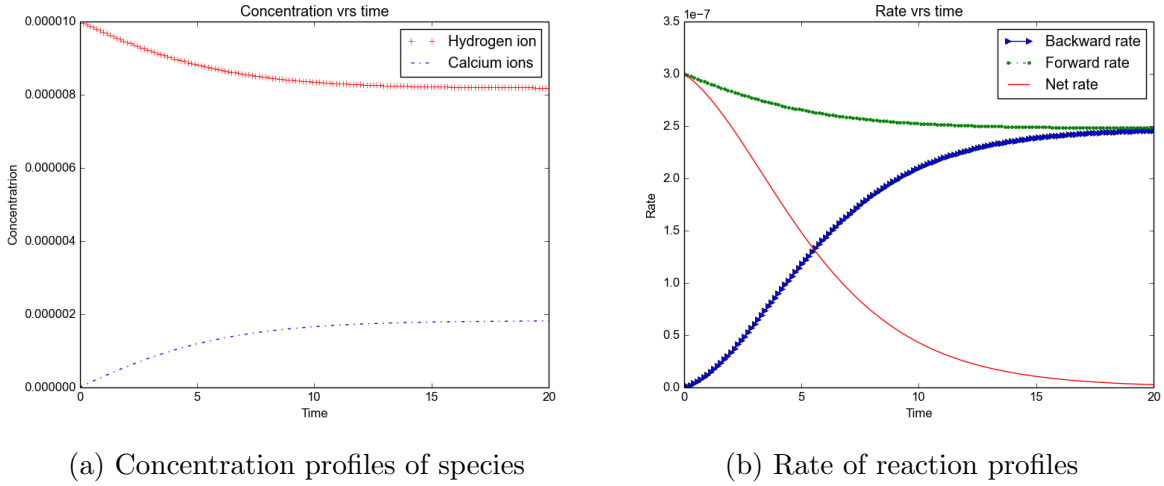 Concentration vrs time
0.000010
0.000008
0.000006
0.000004
0.000002
0.000000
Concentratrion
Hydrogen ion
Calcium ions
0 5 10 15 20
Time
Rate vrs time
1e−7
3.5
3.0
2.5
2.0
1.5
1.0
0.5
0.0
Rate
Backward rate
Forward rate
Net rate
0 5 10 15 20
Time
(a) Concentration profiles of species
(b) Rate of reaction profiles